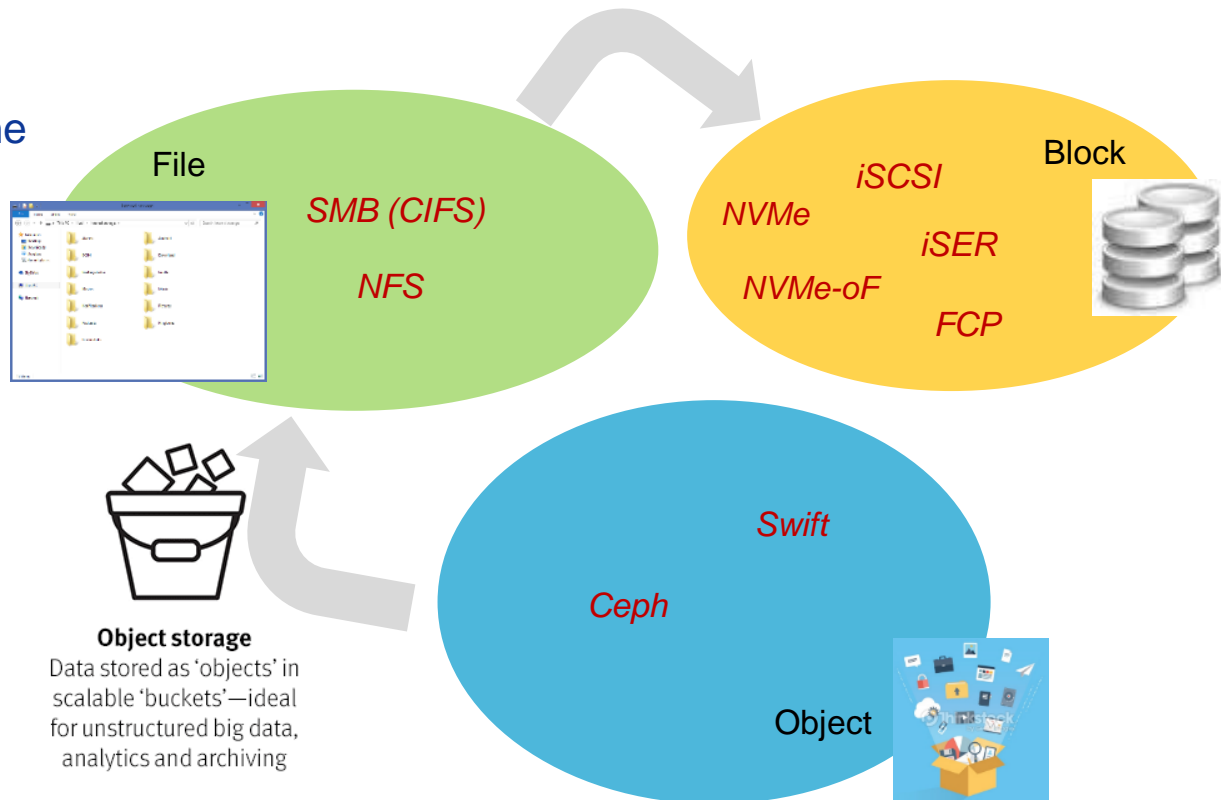 ne
File
SMB (CIFS)
NFS
Block
iSCSI
NVMe
iSER
NVMe-oF
FCP
Swift
Ceph
Object
Object storage
Data stored as ‘objects’ in
scalable ‘buckets’—ideal
for unstructured big data,
analytics and archiving